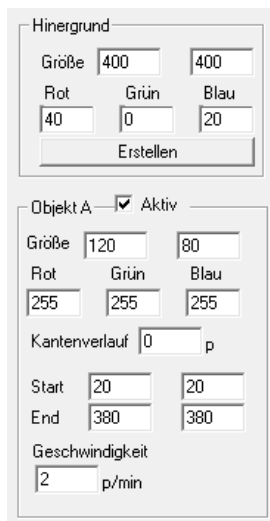 Hinergrund
Größe 400 400
Rot Grün Blau
40 0 20
Erstellen
Objekt A Aktiv
Größe 120 80
Rot Grün Blau
255 255 255
Kantenverlauf 0 p
Start 20 20
End 380 380
Geschwindigkeit
2 p/min